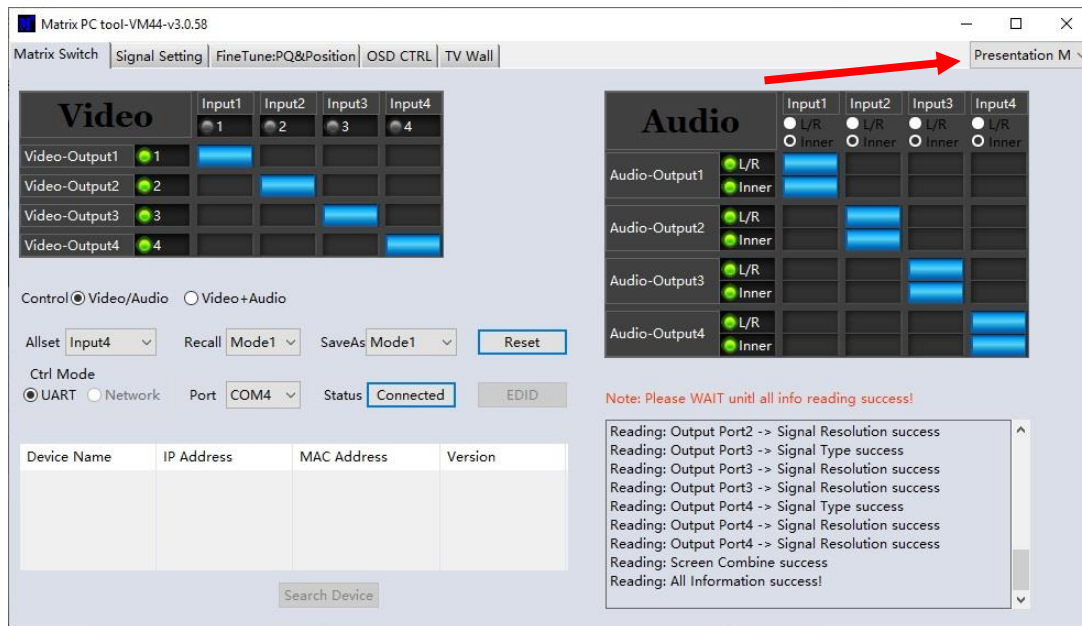 Matrix PC tool-VM44-v3.0.58
Matrix Switch Signal Setting FineTune:PQ&Position OSD CTRL TV Wall Presentation M
Video Input1 Input2 Input3 Input4
1 2 3 4
Video-Output1 1
Video-Output2 2
Video-Output3 3
Video-Output4 4
Audio Input1 Input2 Input3 Input4
L/R L/R L/R L/R
Inner Inner Inner Inner
Audio-Output1 L/R
Inner
Audio-Output2 L/R
Inner
Audio-Output3 L/R
Inner
Audio-Output4 L/R
Inner
Control Video/Audio Video+Audio
Allset Input4 Recall Mode1 SaveAs Mode1 Reset
Ctrl Mode
UART Network Port COM4 Status Connected EDID
Device Name IP Address MAC Address Version
Search Device
Note: Please WAIT unitl all info reading success!
Reading: Output Port2 -> Signal Resolution success
Reading: Output Port3 -> Signal Type success
Reading: Output Port3 -> Signal Resolution success
Reading: Output Port3 -> Signal Resolution success
Reading: Output Port4 -> Signal Type success
Reading: Output Port4 -> Signal Resolution success
Reading: Output Port4 -> Signal Resolution success
Reading: Screen Combine success
Reading: All Information success!